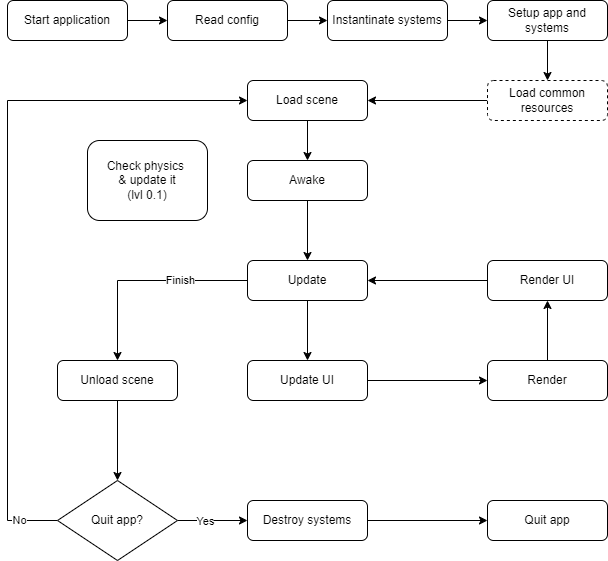 Start application
Read config
Instantinate systems
Setup app and
systems
Load scene
Load common
resources
Check physics
& update it
(lvl 0.1)
Awake
Finish
Update
Render UI
Unload scene
Update UI
Render
No
Quit app?
Yes
Destroy systems
Quit app